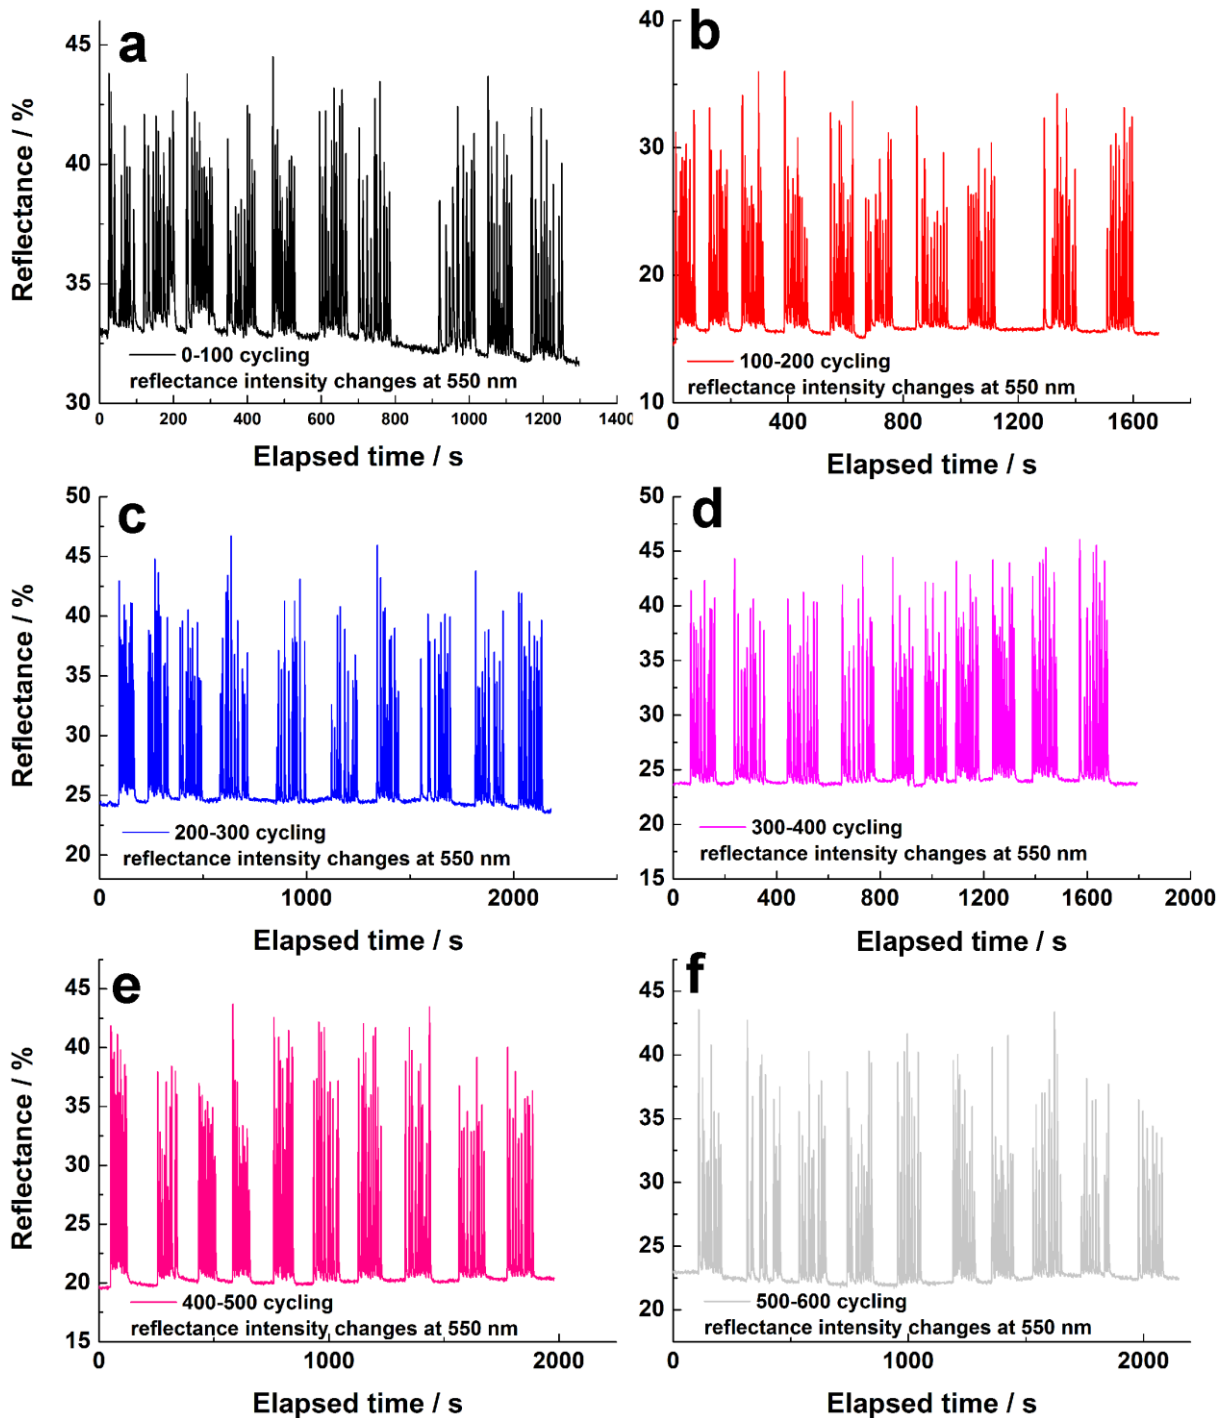 a
45
40
35
30
Reflectance / %
0 200 400 600 800 1000 1200 1400
Elapsed time / s
0-100 cycling
reflectance intensity changes at 550 nm
b
40
30
20
10
0 400 800 1200 1600
Elapsed time / s
100-200 cycling
reflectance intensity changes at 550 nm
c
50
45
40
35
30
25
20
Reflectance / %
0 1000 2000
Elapsed time / s
200-300 cycling
reflectance intensity changes at 550 nm
d
50
45
40
35
30
25
20
15
0 400 800 1200 1600 2000
Elapsed time / s
300-400 cycling
reflectance intensity changes at 550 nm
e
45
40
35
30
25
20
15
Reflectance / %
0 1000 2000
Elapsed time / s
400-500 cycling
reflectance intensity changes at 550 nm
f
45
40
35
30
25
20
0 1000 2000
Elapsed time / s
500-600 cycling
reflectance intensity changes at 550 nm